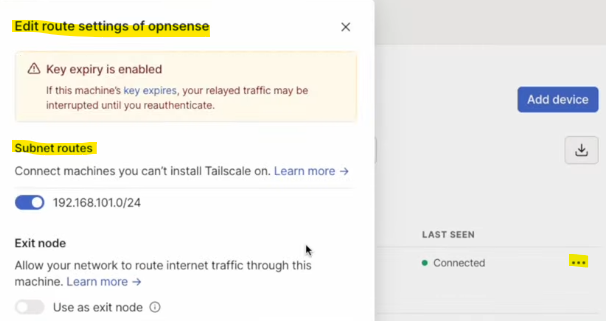 Edit route settings of opnsense
Key expiry is enabled
If this machine's key expires, your relayed traffic may be
interrupted until you reauthenticate.
Add device
Subnet routes
Connect machines you can't install Tailscale on. Learn more →
192.168.101.0/24
LAST SEEN
Exit node
Connected
Allow your network to route internet traffic through this
machine. Learn more →
Use as exit node